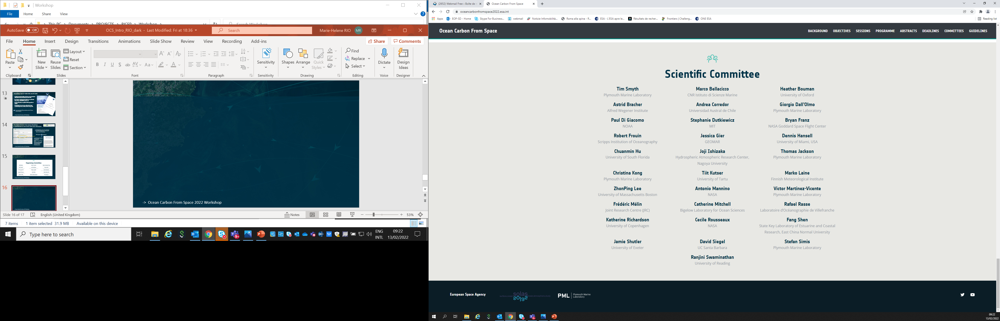 Workshop
File Home Share View
This PC Documents PROJECTS BICEP Workshop
Search Workshop
AutoSave Off
OCS_Intro_RIO_dark - Last Modified: Fri at 18:36
Search
Marie-Helene RIO MR
File Home Insert Design Transitions Animations Slide Show Review View Recording Add-ins
Share Comments
Paste
New Slide
Reuse Slides
Layout
Reset
Section
Sensitivity
Shapes
Arrange
Quick Styles
Find
Replace
Select
Dictate
Design Ideas
Clipboard Slides Font Paragraph Sensitivity Drawing Editing Voice Designer
13
14
15
Organising Committee
16
-> Ocean Carbon From Space 2022 Workshop
Slide 16 of 17 English (United Kingdom) Notes 53%
7 items 1 item selected 31.9 MB Available on this device
Type here to search
ENG
INTL
09:22
13/02/2022
(2652) Webmail Free :: Boîte de
Ocean Carbon From Space
oceancarbonfromspace2022.esa.int
Apps EOP-SD - Home Skype For Business... webmail Notizie Infomobilità... Roma alla spina - R... ESA - L'ESA apre le... Résultats de recher... Frontiers | Challeng... ONE ESA Reading list
Ocean Carbon From Space
BACKGROUND OBJECTIVES SESSIONS PROGRAMME ABSTRACTS DEADLINES COMMITTEES GUIDELINES
Scientific Committee
Tim Smyth Marco Bellacicco Heather Bouman
Plymouth Marine Laboratory CNR Istituto di Scienze Marine University of Oxford
Astrid Bracher Andrea Corredor Giorgio Dall'Olmo
Alfred Wegener Institute Universidad Austral de Chile Plymouth Marine Laboratory
Paul Di Giacomo Stephanie Dutkiewicz Bryan Franz
NOAA MIT NASA Goddard Space Flight Center
Robert Frouin Jessica Gier Dennis Hansell
Scripps Institution of Oceanography GEOMAR University of Miami, USA
Chuanmin Hu Joji Ishizaka Thomas Jackson
University of South Florida Hydrospheric Atmospheric Research Center, Plymouth Marine Laboratory
Nagoya University
Christina Kong Tiit Kutser Marko Laine
Plymouth Marine Laboratory University of Tartu Finnish Meteorological Institute
ZhonPing Lee Antonio Mannino Victor Martinez-Vicente
University of Massachusetts Boston NASA Plymouth Marine Laboratory
Frédéric Mélin Catherine Mitchell Rafael Rasse
Joint Research Centre (JRC) Bigelow Laboratory for Ocean Sciences Laboratoire d'Océanographie de Villefranche
Katherine Richardson Cecile Rousseaux Fang Shen
University of Copenhagen NASA State Key Laboratory of Estuarine and Coastal
Research, East China Normal University
Jamie Shutler David Siegel Stefan Simis
University of Exeter UC Santa Barbara Plymouth Marine Laboratory
Ranjini Swaminathan
University of Reading
European Space Agency
solas
PML Plymouth Marine
Laboratory
09:22
13/02/2022